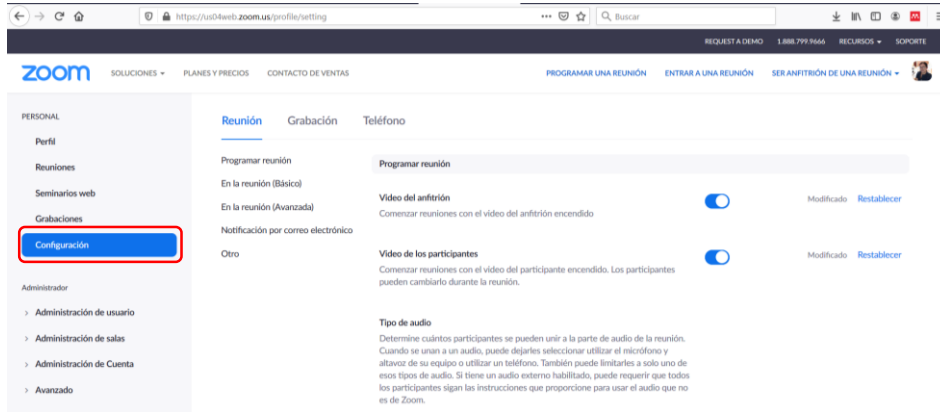 https://us04web.zoom.us/profile/setting
Buscar
REQUEST A DEMO 1.888.799.9666 RECURSOS SOPORTE
zoom SOLUCIONES PLANES Y PRECIOS CONTACTO DE VENTAS PROGRAMAR UNA REUNIÓN ENTRAR A UNA REUNIÓN SER ANFITRIÓN DE UNA REUNIÓN
PERSONAL
Perfil
Reuniones
Seminarios web
Grabaciones
Configuración
Administrador
Administración de usuario
Administración de salas
Administración de Cuenta
Avanzado
Reunión Grabación Teléfono
Programar reunión
En la reunión (Básico)
En la reunión (Avanzada)
Notificación por correo electrónico
Otro
Programar reunión
Video del anfitrión
Comenzar reuniones con el video del anfitrión encendido
Modificado Restablecer
Video de los participantes
Comenzar reuniones con el video del participante encendido. Los participantes
pueden cambiarlo durante la reunión.
Modificado Restablecer
Tipo de audio
Determine cuántos participantes se pueden unir a la parte de audio de la reunión.
Cuando se unan a un audio, puede dejarles seleccionar utilizar el micrófono y
altavoz de su equipo o utilizar un teléfono. También puede limitarles a solo uno de
esos tipos de audio. Si tiene un audio externo habilitado, puede requerir que todos
los participantes sigan las instrucciones que proporcione para usar el audio que no
es de Zoom.